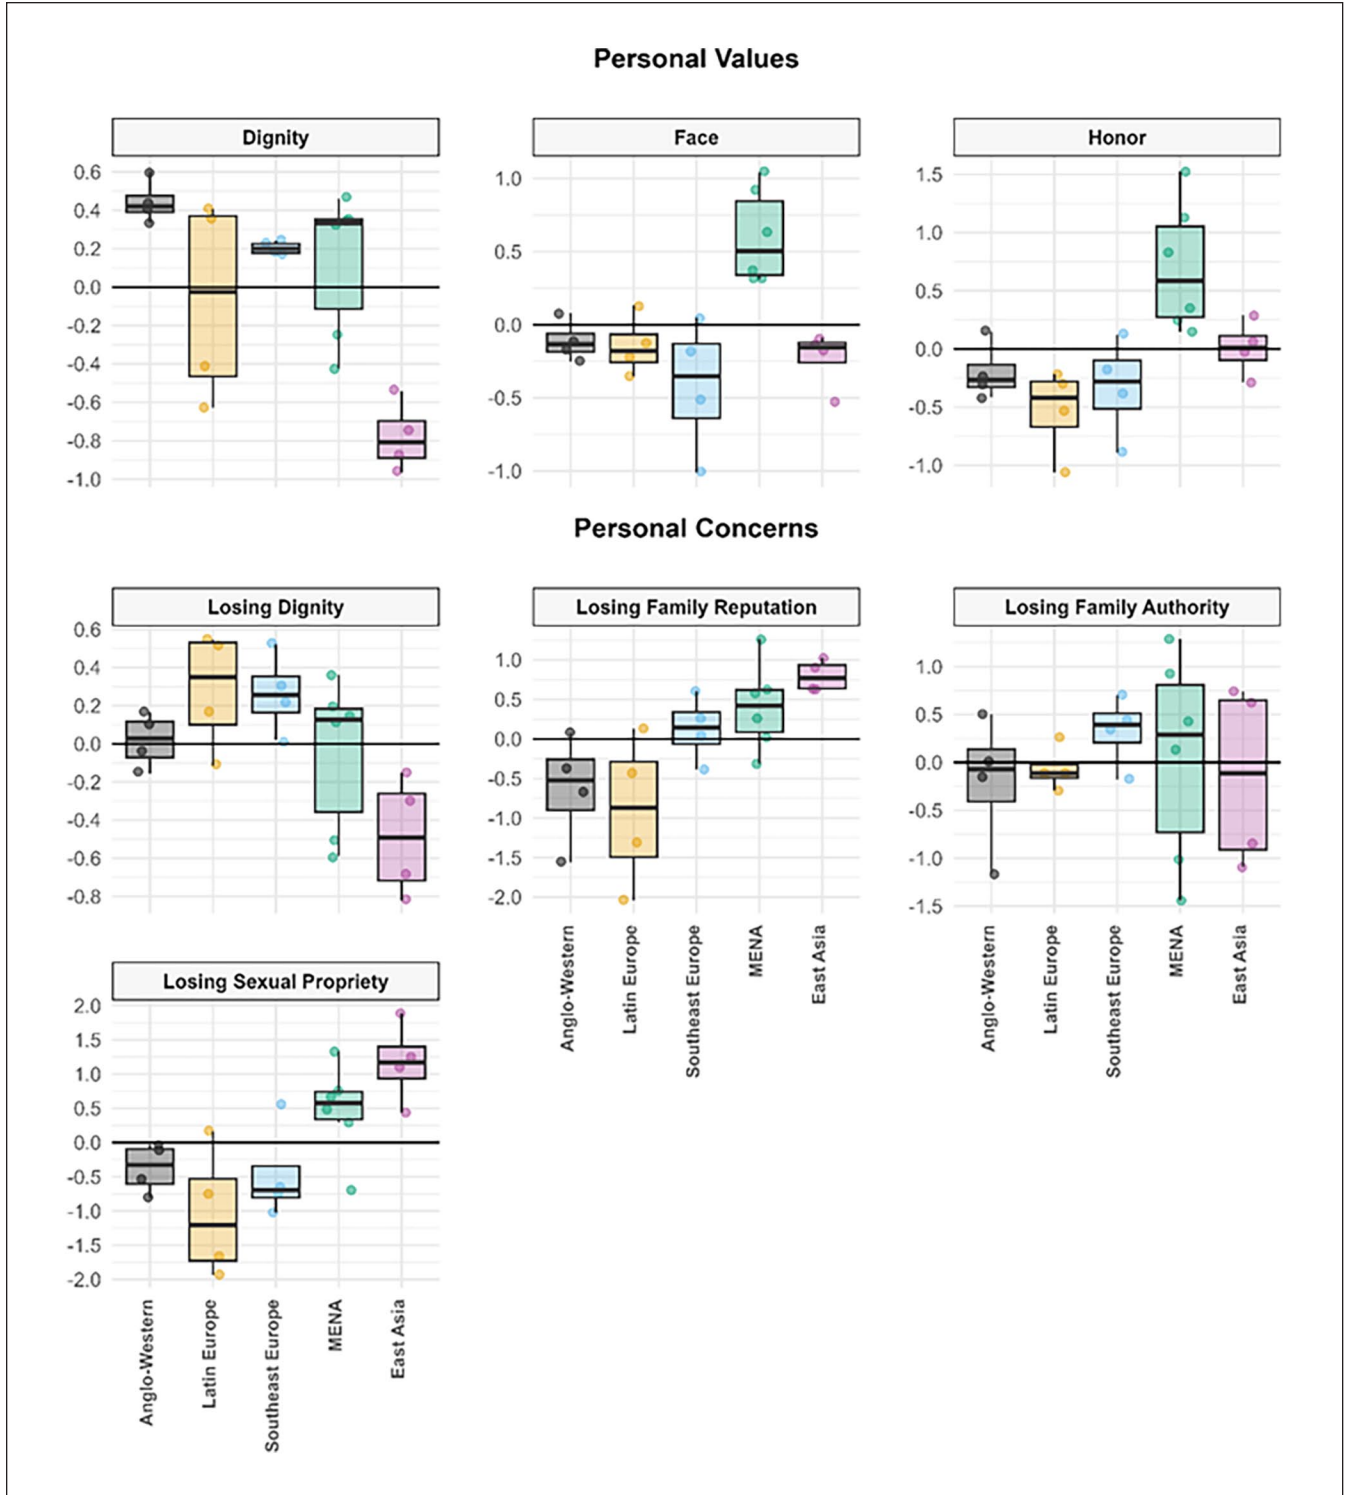 Personal Values
Dignity
Face
Honor
0.6
0.4
0.2
0.0
-0.2
-0.4
-0.6
-0.8
-1.0
1.0
0.5
0.0
-0.5
-1.0
1.5
1.0
0.5
0.0
-0.5
-1.0
Personal Concerns
Losing Dignity
Losing Family Reputation
Losing Family Authority
0.6
0.4
0.2
0.0
-0.2
-0.4
-0.6
-0.8
1.0
0.5
0.0
-0.5
-1.0
-1.5
-2.0
Anglo-Western
Latin Europe
Southeast Europe
MENA
East Asia
1.0
0.5
0.0
-0.5
-1.0
-1.5
Anglo-Western
Latin Europe
Southeast Europe
MENA
East Asia
Losing Sexual Propriety
2.0
1.5
1.0
0.5
0.0
-0.5
-1.0
-1.5
-2.0
Anglo-Western
Latin Europe
Southeast Europe
MENA
East Asia